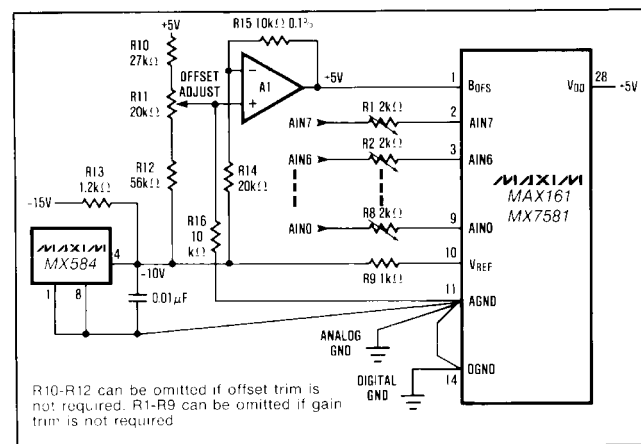 R15 10kΩ 0.1%
+5V
R10
27kΩ
R11
20kΩ
OFFSET
ADJUST
A1
−
+
+5V
1
BOFS
VDD
28
+5V
AIN7
R1 2kΩ
2
AIN7
AIN6
R2 2kΩ
3
AIN6
R12
56kΩ
R13
1.2kΩ
−15V
R14
20kΩ
R16
10
kΩ
AIN0
R8 2kΩ
9
AIN0
MAXIM
MAX161
MX7581
MAXIM
MX584
4
−10V
1
8
0.01µF
R9 1kΩ
10
VREF
11
AGND
ANALOG
GND
DIGITAL
GND
14
DGND
R10-R12 can be omitted if offset trim is
not required. R1-R9 can be omitted if gain
trim is not required